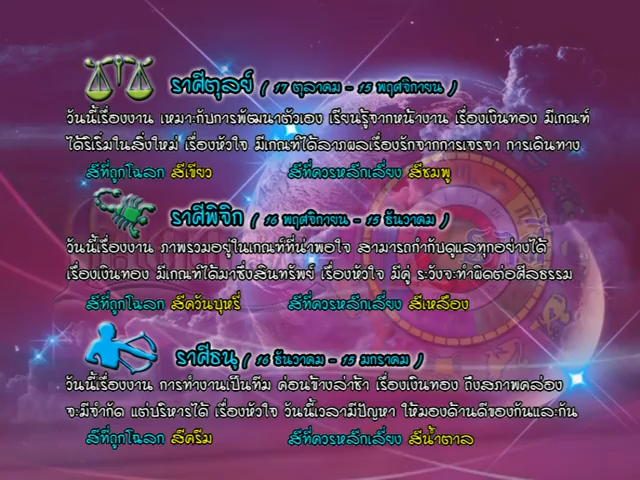 ราศีตุลย์ ( 17 ตุลาคม - 15 พฤศจิกายน )
วันนี้เรื่องงาน เหมาะกับการพัฒนาตัวเอง เรียนรู้จากหน้างาน เรื่องเงินทอง มีเกณฑ์
ได้ริเริ่มในสิ่งใหม่ เรื่องหัวใจ มีเกณฑ์ได้ลาภผลเรื่องรักจากการเจรจา การเดินทาง
สีที่ถูกโฉลก สีเขียว สีที่ควรหลีกเลี่ยง สีชมพู
ราศีพิจิก ( 16 พฤศจิกายน - 15 ธันวาคม )
วันนี้เรื่องงาน ภาพรวมอยู่ในเกณฑ์ที่น่าพอใจ สามารถกำกับดูแลทุกอย่างได้
เรื่องเงินทอง มีเกณฑ์ได้มาซึ่งสินทรัพย์ เรื่องหัวใจ มีคู่ ระวังจะทำผิดต่อศีลธรรม
สีที่ถูกโฉลก สีควันบุหรี่ สีที่ควรหลีกเลี่ยง สีเหลือง
ราศีธนู ( 16 ธันวาคม - 15 มกราคม )
วันนี้เรื่องงาน การทำงานเป็นทีม ค่อนข้างล่าช้า เรื่องเงินทอง ถึงสภาพคล่อง
จะมีจำกัด แต่บริหารได้ เรื่องหัวใจ วันนี้เวลามีปัญหา ให้มองด้านดีของกันและกัน
สีที่ถูกโฉลก สีครีม สีที่ควรหลีกเลี่ยง สีน้ำตาล